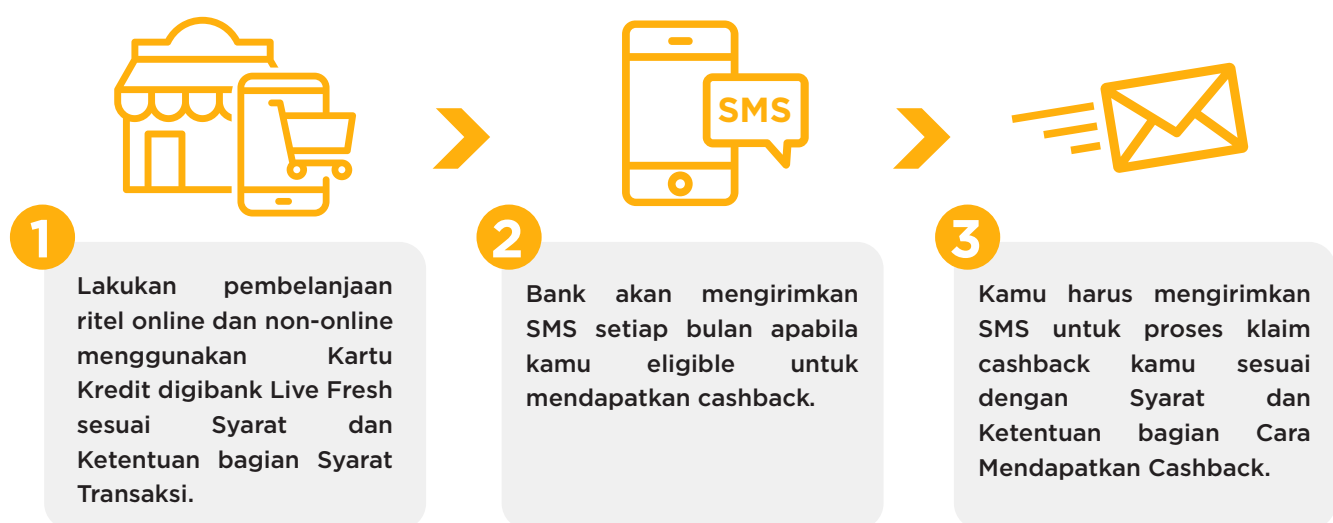 SMS
1
Lakukan pembelanjaan
ritel online dan non-online
menggunakan Kartu
Kredit digibank Live Fresh
sesuai Syarat dan
Ketentuan bagian Syarat
Transaksi.
2
Bank akan mengirimkan
SMS setiap bulan apabila
kamu eligible untuk
mendapatkan cashback.
3
Kamu harus mengirimkan
SMS untuk proses klaim
cashback kamu sesuai
dengan Syarat dan
Ketentuan bagian Cara
Mendapatkan Cashback.